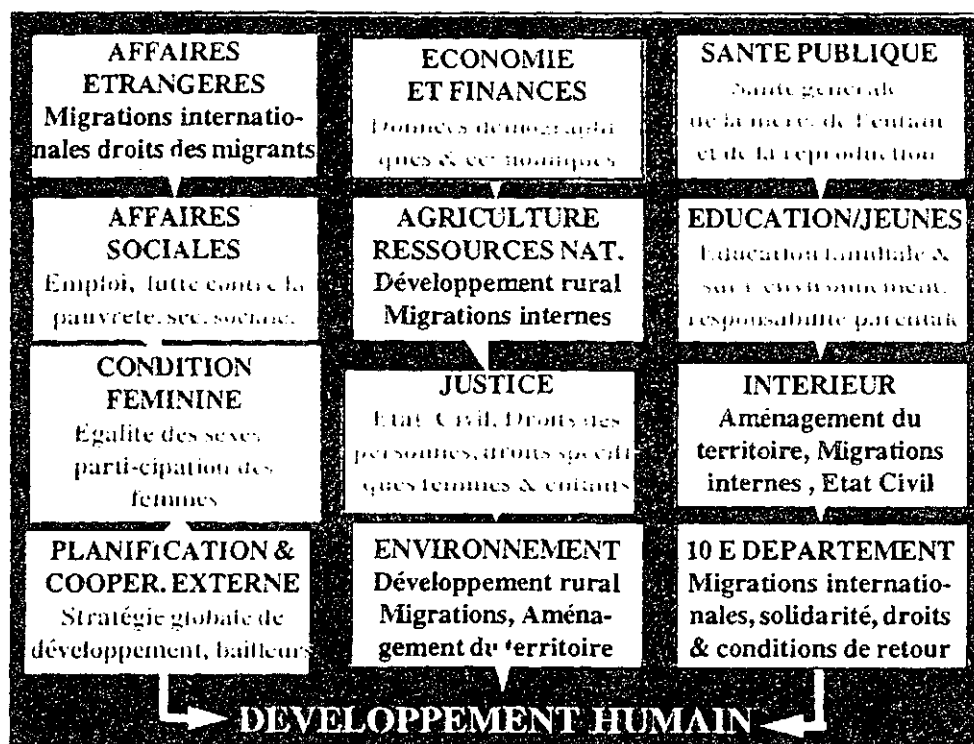 AFFAIRES
ETRANGERES
Migrations internatio-
nales droits des migrants
AFFAIRES
SOCIALES
Emploi, lutte contre la
pauvreté, sec. sociale.
CONDITION
FEMININE
Egalité des sexes
parti-cipation des
femmes
PLANIFICATION &
COOPER. EXTERNE
Stratégie globale de
développement, bailleurs
ECONOMIE
ET FINANCES
Données démographi-
ques & economiques
AGRICULTURE
RESSOURCES NAT.
Développement rural
Migrations internes
JUSTICE
Etat Civil, Droits des
personnes, droits spécifi-
ques femmes & enfants
ENVIRONNEMENT
Développement rural
Migrations, Aména-
gement du territoire
SANTE PUBLIQUE
Santé générale
de la mère, de l'enfant
et de la reproduction
EDUCATION/JEUNES
Education familiale &
sur l'environnement,
responsabilité parentale
INTERIEUR
Aménagement du
territoire, Migrations
internes , Etat Civil
10 E DEPARTEMENT
Migrations internatio-
nales, solidarité, droits
& conditions de retour
DEVELOPPEMENT HUMAIN